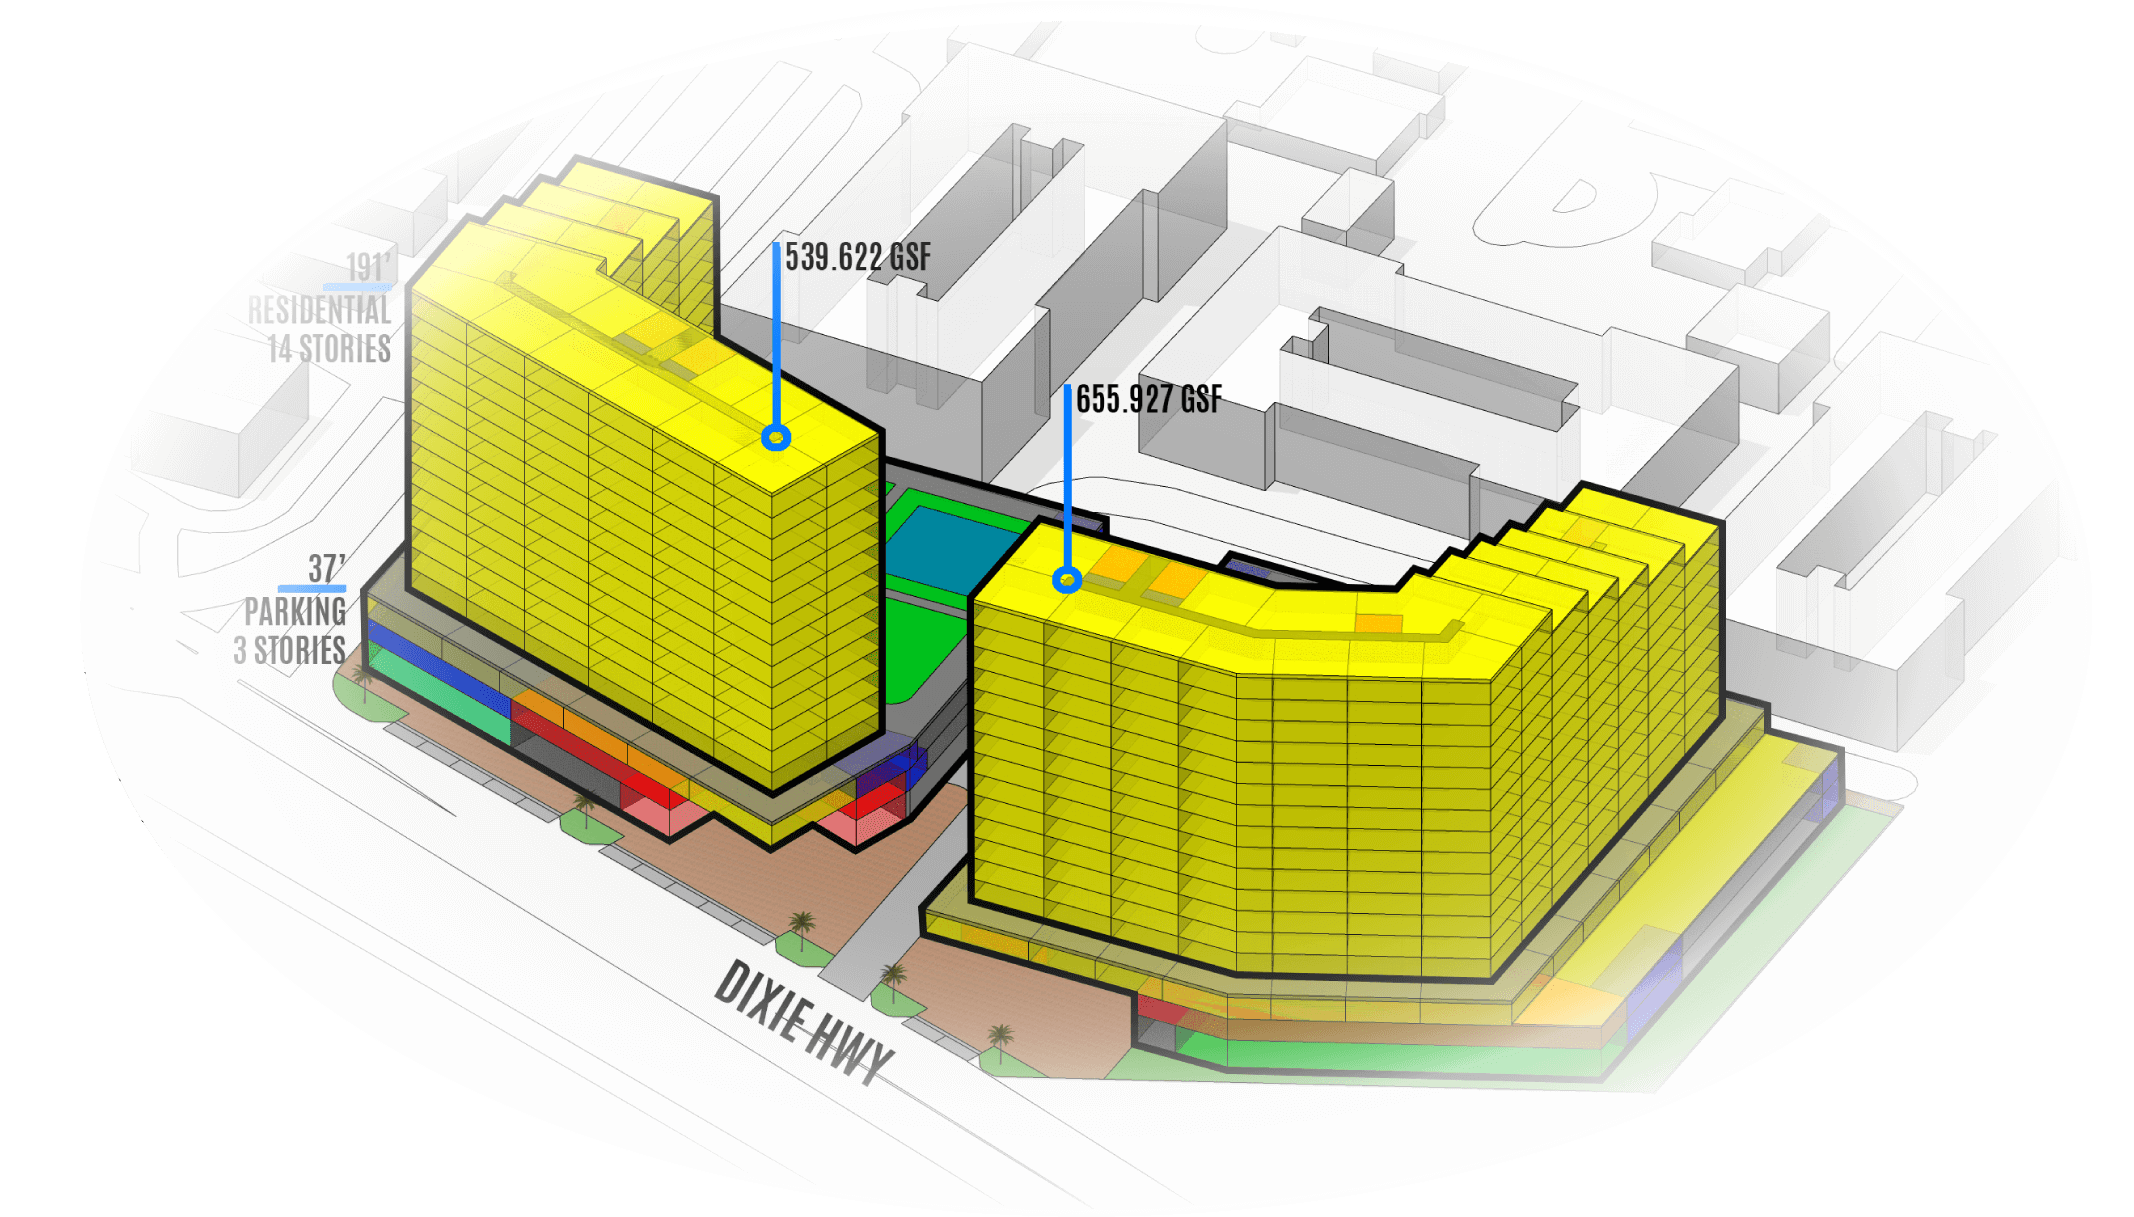 539.622 GSF
191'
RESIDENTIAL
14 STORIES
655.927 GSF
37'
PARKING
3 STORIES
DIXIE HWY